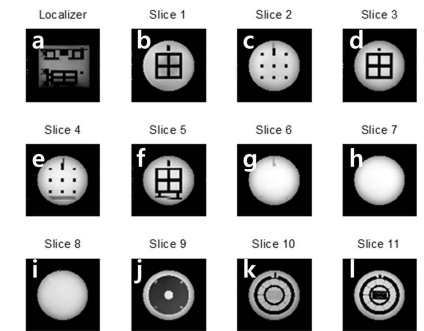 Localizer Slice 1 Slice 2 Slice 3
a b c d
Slice 4 Slice 5 Slice 6 Slice 7
e f g h
Slice 8 Slice 9 Slice 10 Slice 11
i j k l